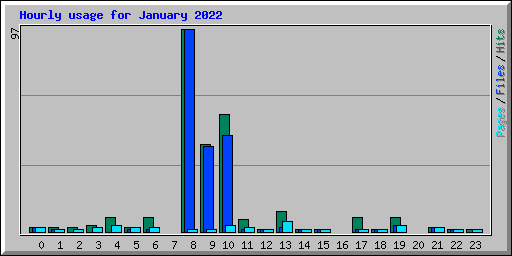 Hourly usage for January 2022
97
Pages / Files / Hits
0 1 2 3 4 5 6 7 8 9 10 11 12 13 14 15 16 17 18 19 20 21 22 23